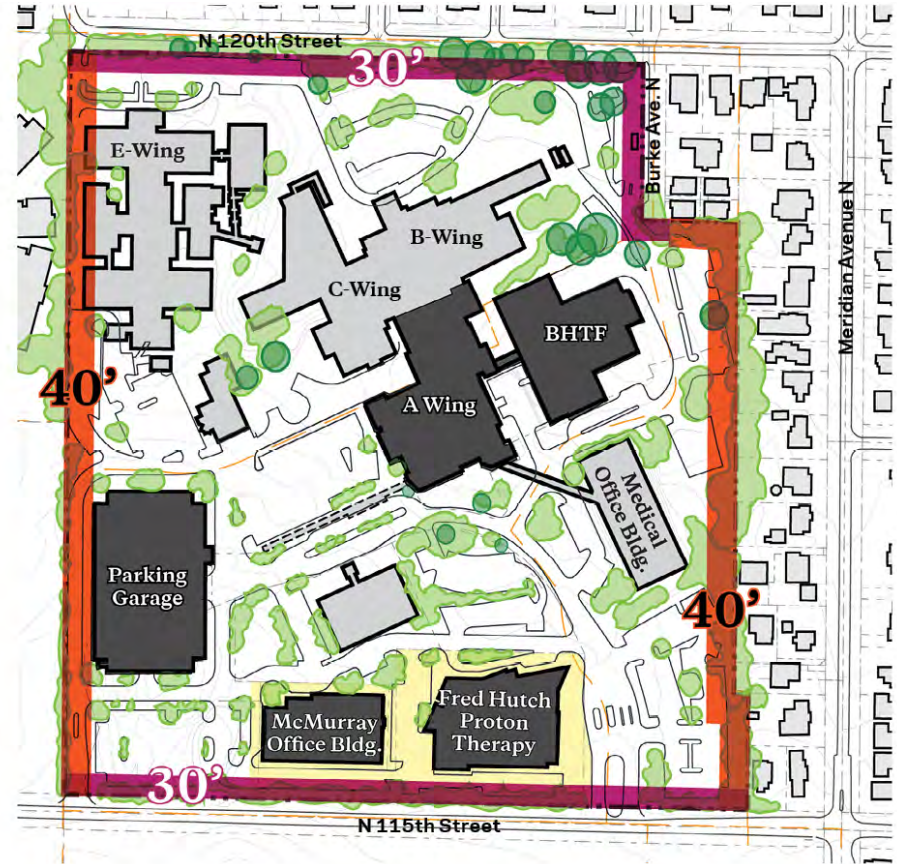 N 120th Street
30’
Burke Ave. N
E-Wing
B-Wing
C-Wing
Meridian Avenue N
BHTF
40’
A Wing
Medical
Office Bldg.
Parking
Garage
40’
Fred Hutch
Proton
Therapy
McMurray
Office Bldg.
30’
N 115th Street